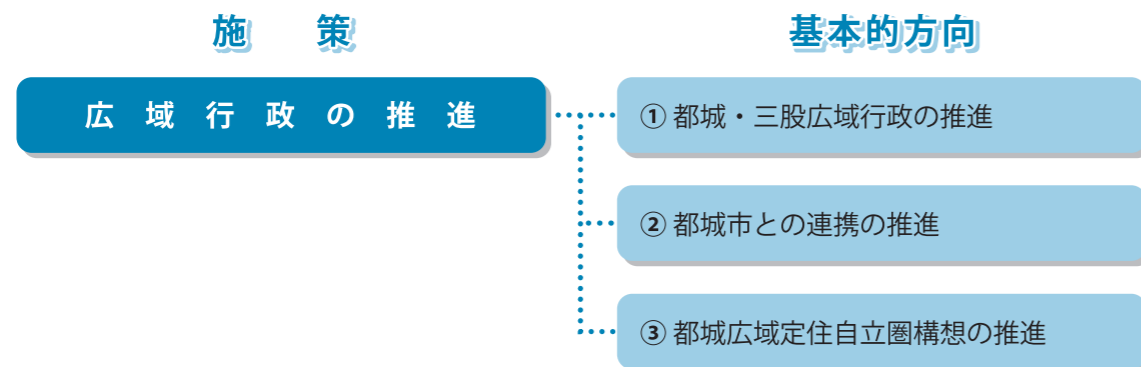 施　策
基本的方向
広域行政の推進
① 都城・三股広域行政の推進
② 都城市との連携の推進
③ 都城広域定住自立圏構想の推進